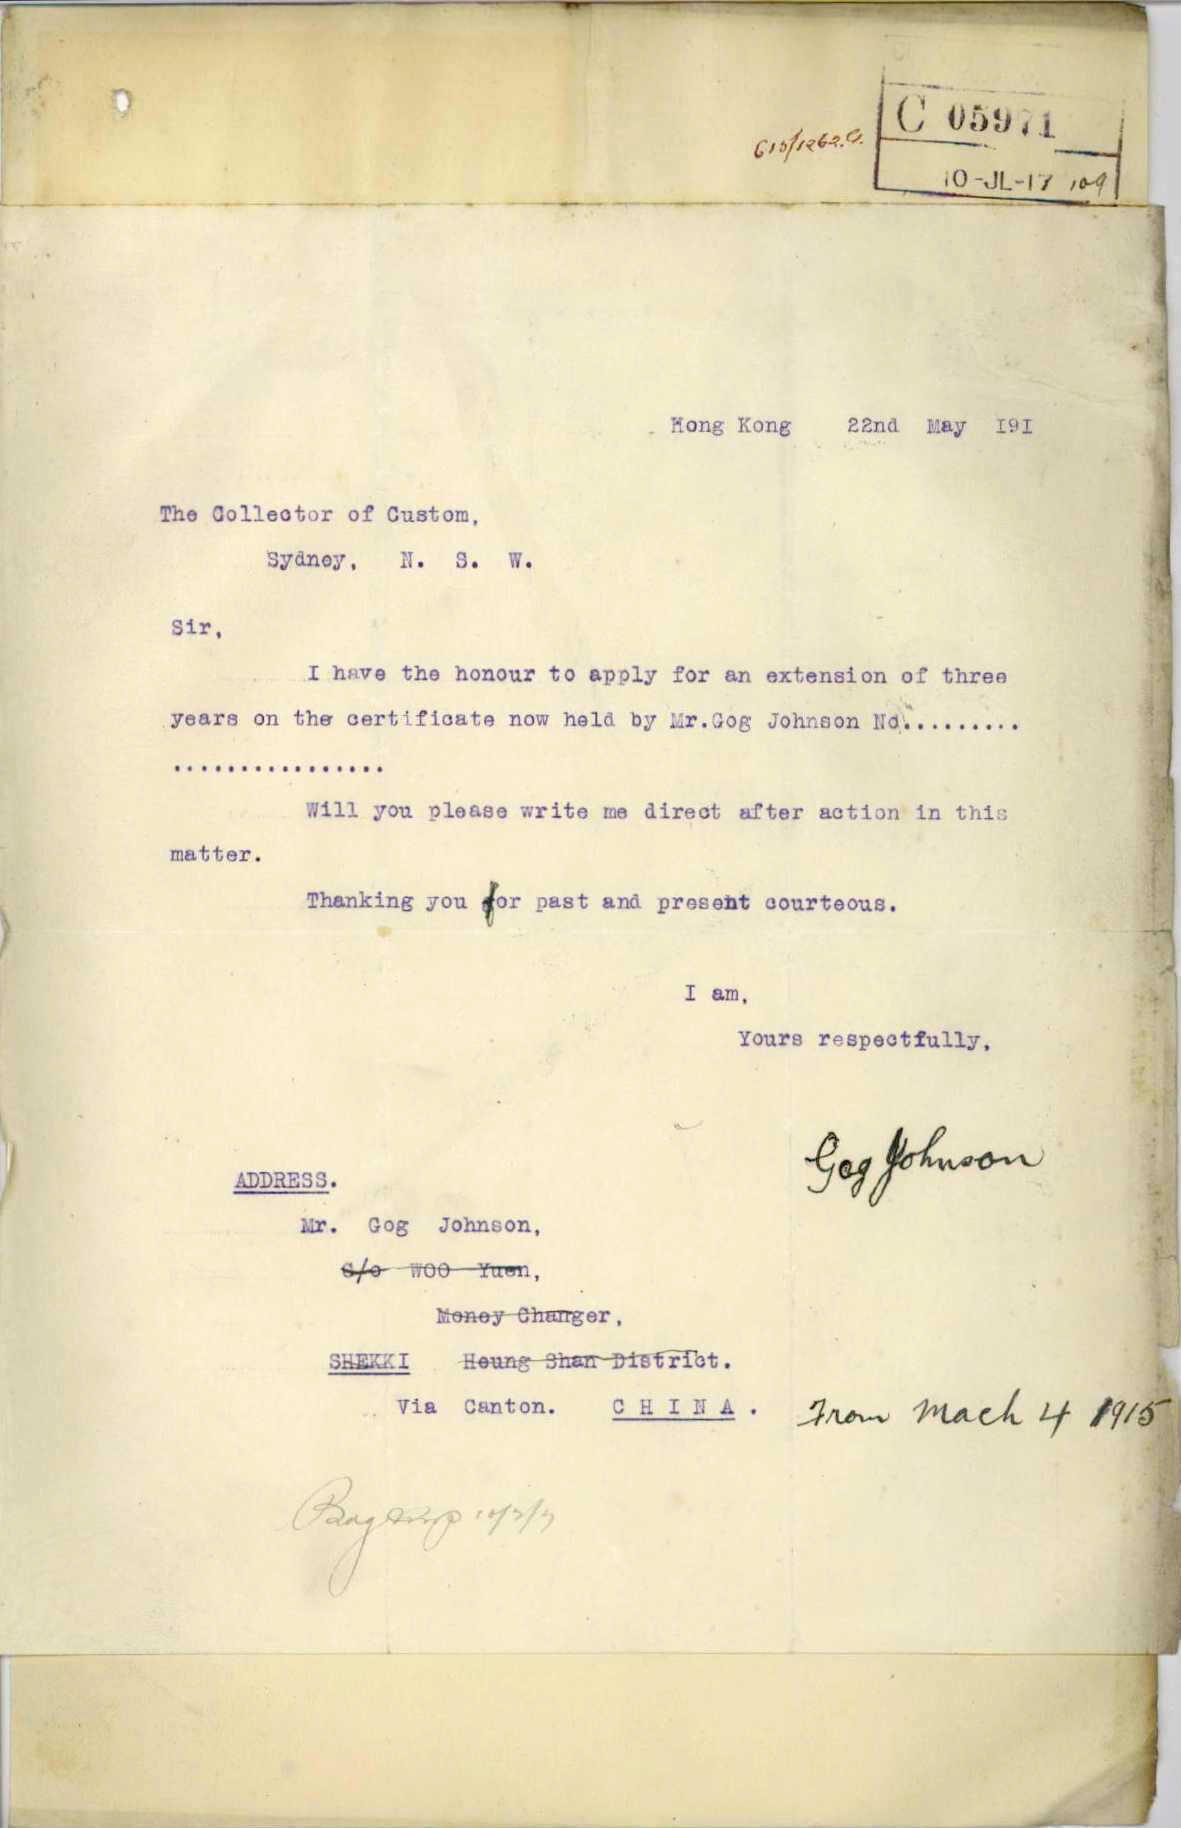 C 05971
10-JL-17 109
Hong Kong 22nd May 191
The Collector of Custom,
Sydney, N. S. W.
Sir,
I have the honour to apply for an extension of three
years on the certificate now held by Mr.Gog Johnson No.........
................
Will you please write me direct after action in this
matter.
Thanking you for past and present courteous.
I am,
Yours respectfully,
Gog Johnson
ADDRESS.
Mr. Gog Johnson,
C/o WOO Yuen,
Money Changer,
SHEKKI Heung Shan District.
Via Canton. C H I N A .
From Mach 4 1915